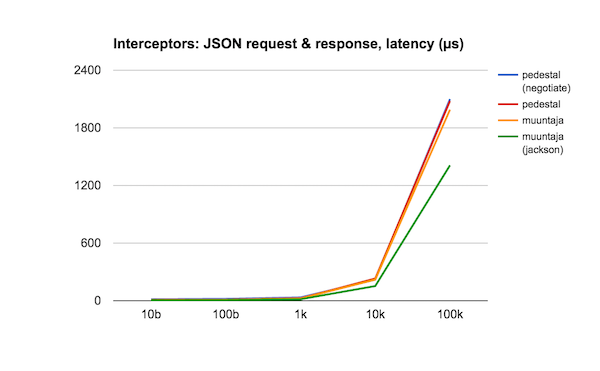 Interceptors: JSON request & response, latency (µs)
2400
1800
1200
600
0
10b
100b
1k
10k
100k
pedestal
(negotiate)
pedestal
muuntaja
muuntaja
(jackson)